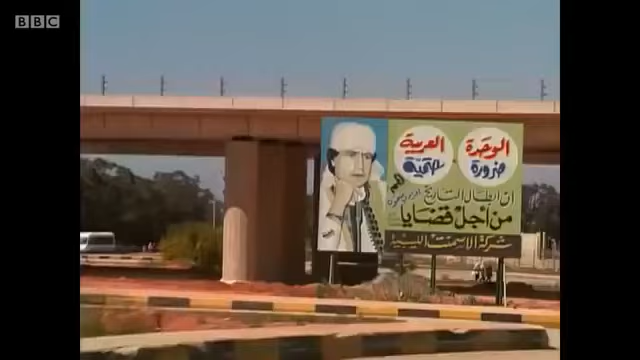 BBC
الوحدة العربية
ضرورة حتمية
ان ابطال التاريخ
من أجل قضايا
شركة الاسمنت الليبية